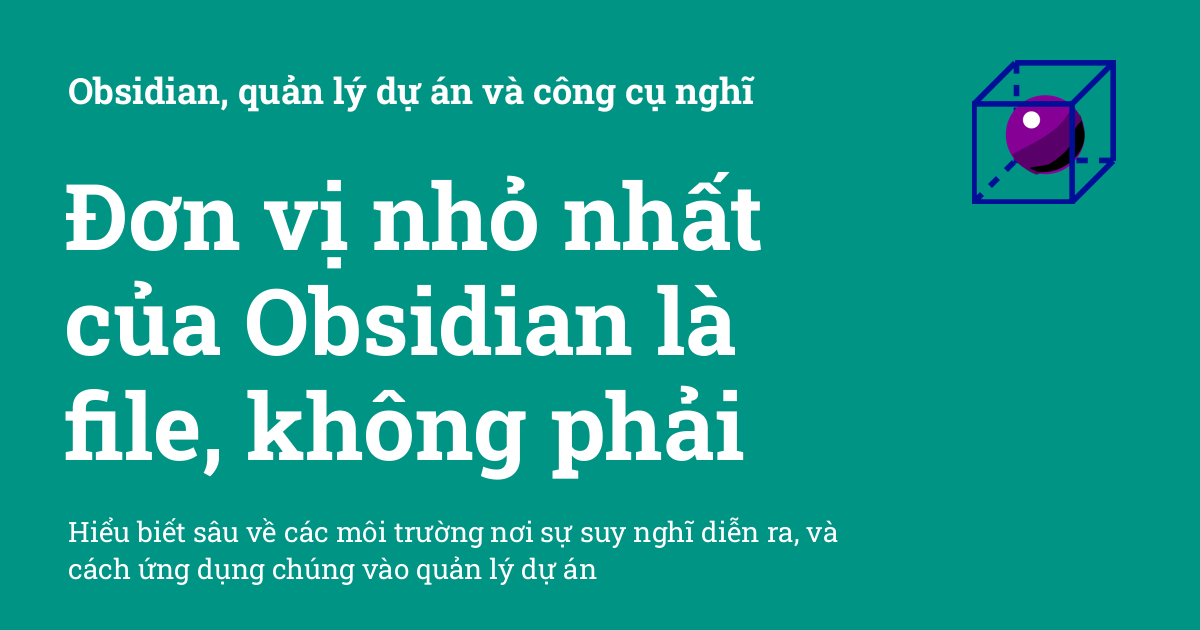 Obsidian, quản lý dự án và công cụ nghĩ
Đơn vị nhỏ nhất
của Obsidian là
file, không phải
Hiểu biết sâu về các môi trường nơi sự suy nghĩ diễn ra, và
cách ứng dụng chúng vào quản lý dự án